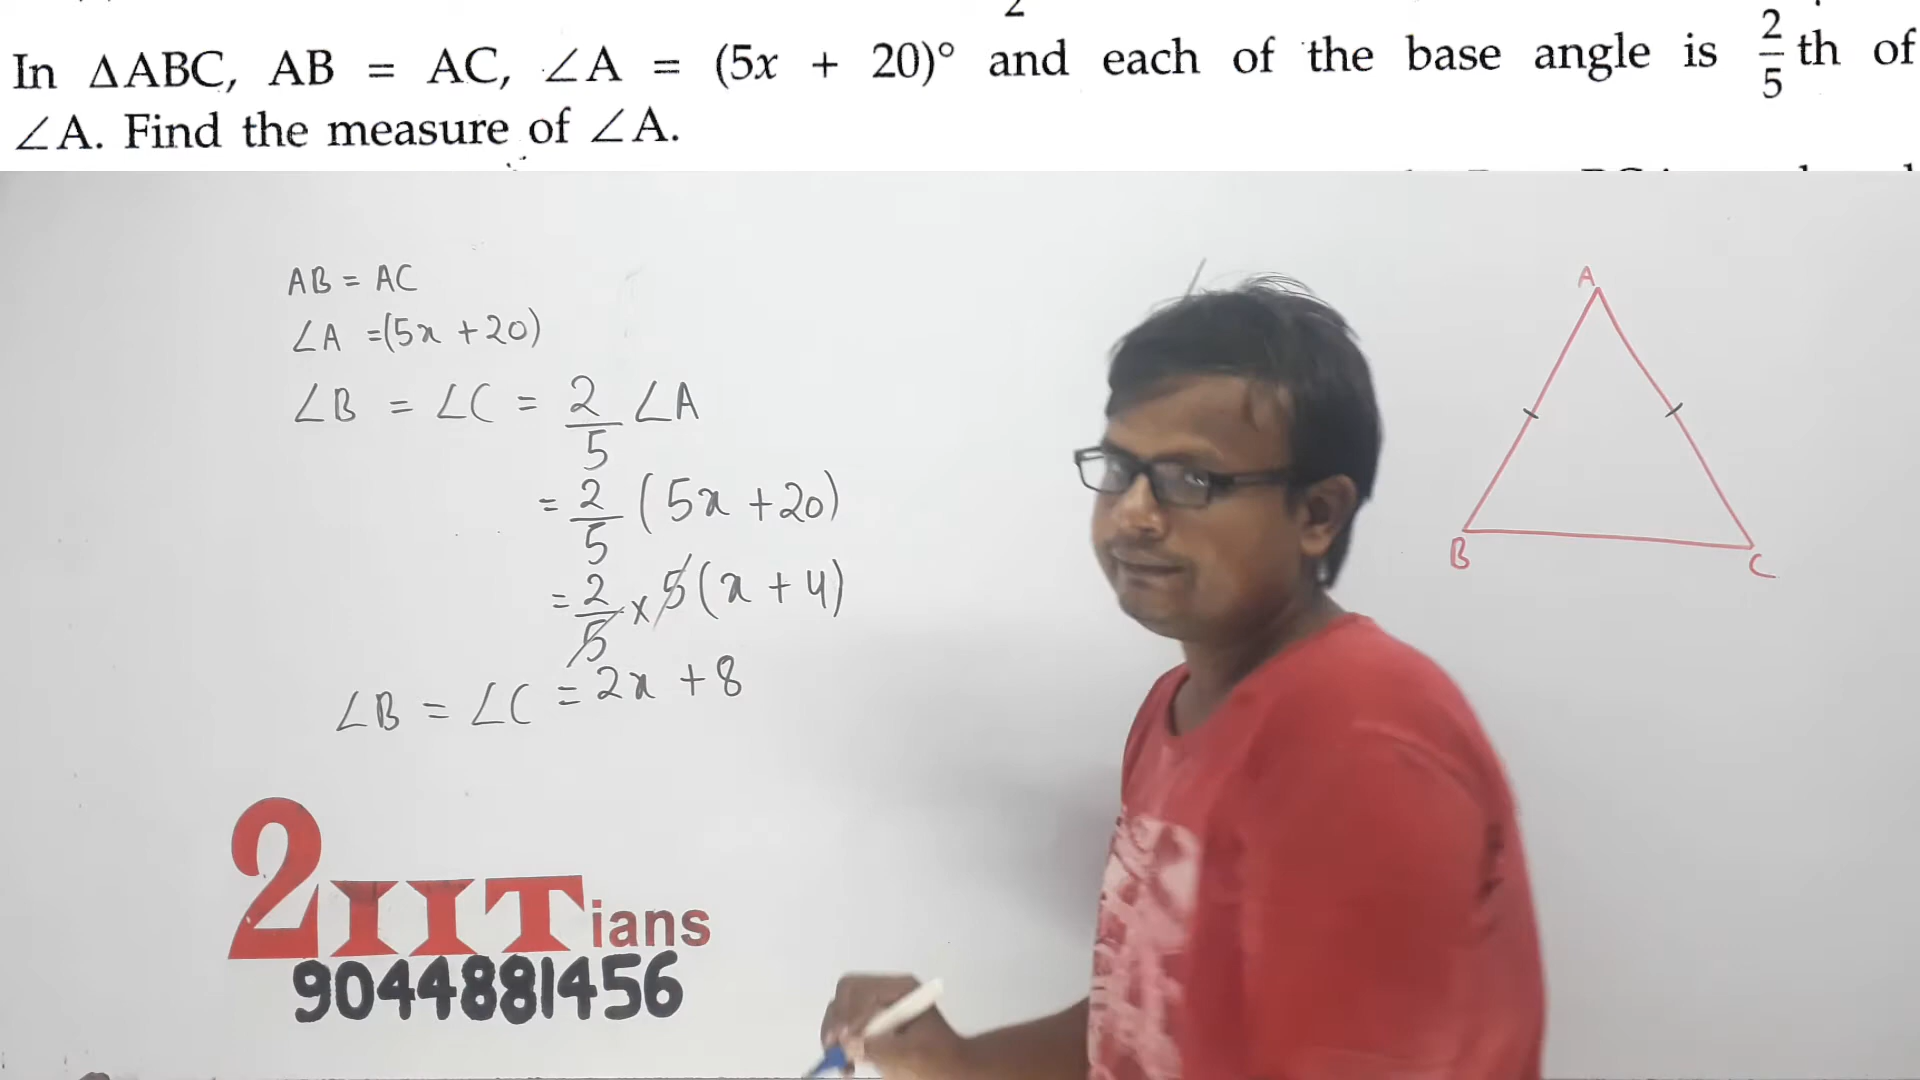 In △ABC, AB = AC, ∠A = (5x + 20)° and each of the base angle is 2/5 th of
∠A. Find the measure of ∠A.
AB = AC
∠A =(5x +20)
∠B = ∠C = 2/5 ∠A
= 2/5 (5x +20)
= 2/5 × 5(x + 4)
∠B = ∠C = 2x + 8
A
B
C
2IITians
9044881456